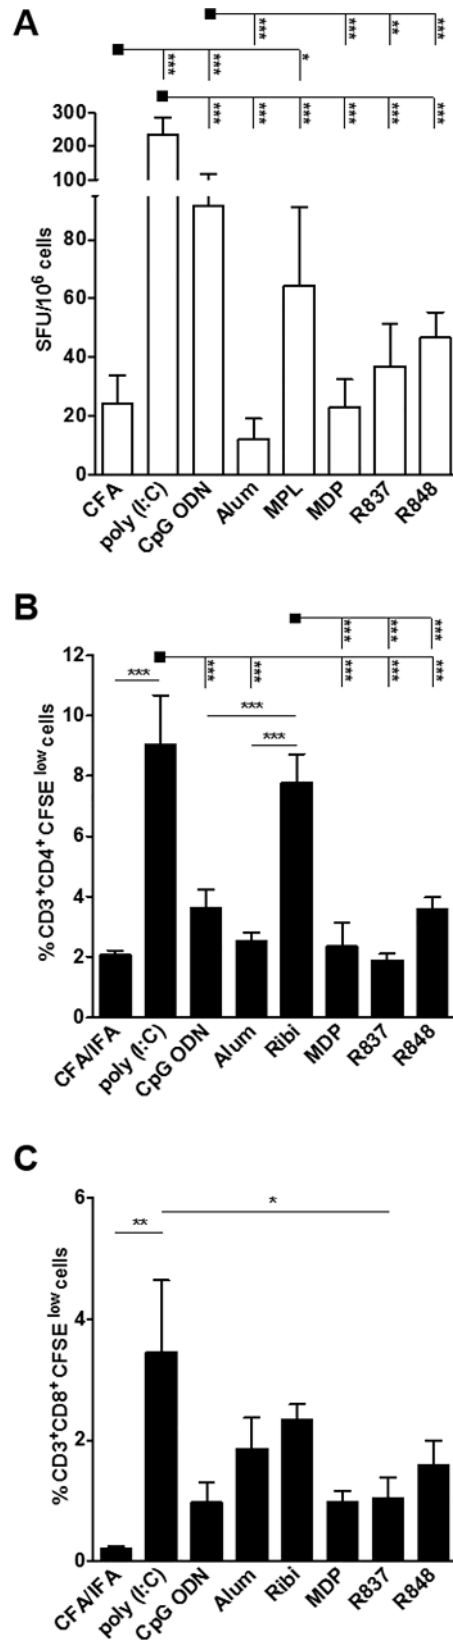 A
*** *** ** ***
*** *** *
*** *** *** *** *** ***
300
200
100
80
60
40
20
0
SFU/10⁶ cells
CFA poly (I:C) CpG ODN Alum MPL MDP R837 R848
B
*** *** ***
*** *** *** *** *** ***
***
***
12
10
8
6
4
2
0
% CD3⁺CD4⁺ CFSE ˡᵒʷ cells
CFA/IFA poly (I:C) CpG ODN Alum Ribi MDP R837 R848
C
*
**
6
4
2
0
% CD3⁺CD8⁺ CFSE ˡᵒʷ cells
CFA/IFA poly (I:C) CpG ODN Alum Ribi MDP R837 R848